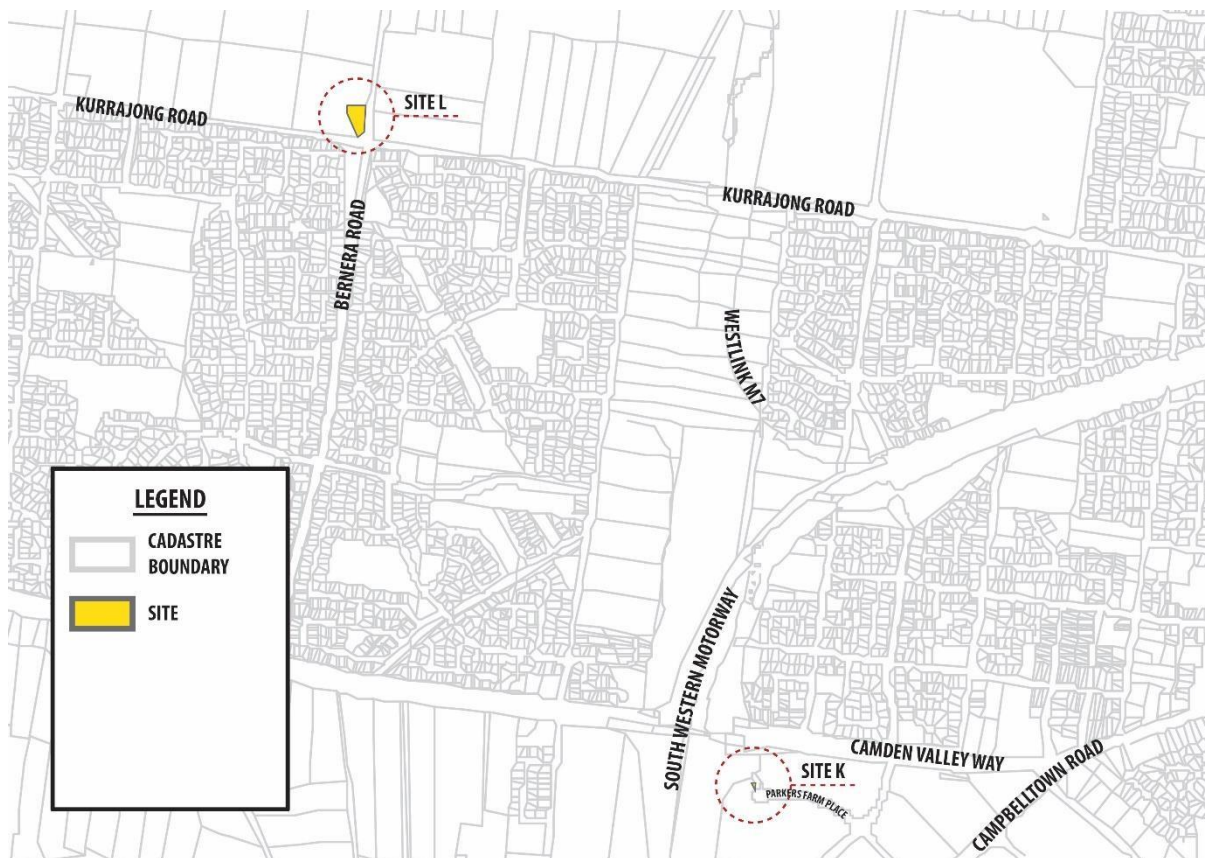 KURRAJONG ROAD
SITE L
KURRAJONG ROAD
BERNERA ROAD
WESTLINK M7
LEGEND
CADASTRE
BOUNDARY
SITE
SOUTH WESTERN MOTORWAY
CAMDEN VALLEY WAY
SITE K
PARKERS FARM PLACE
CAMPBELLTOWN ROAD